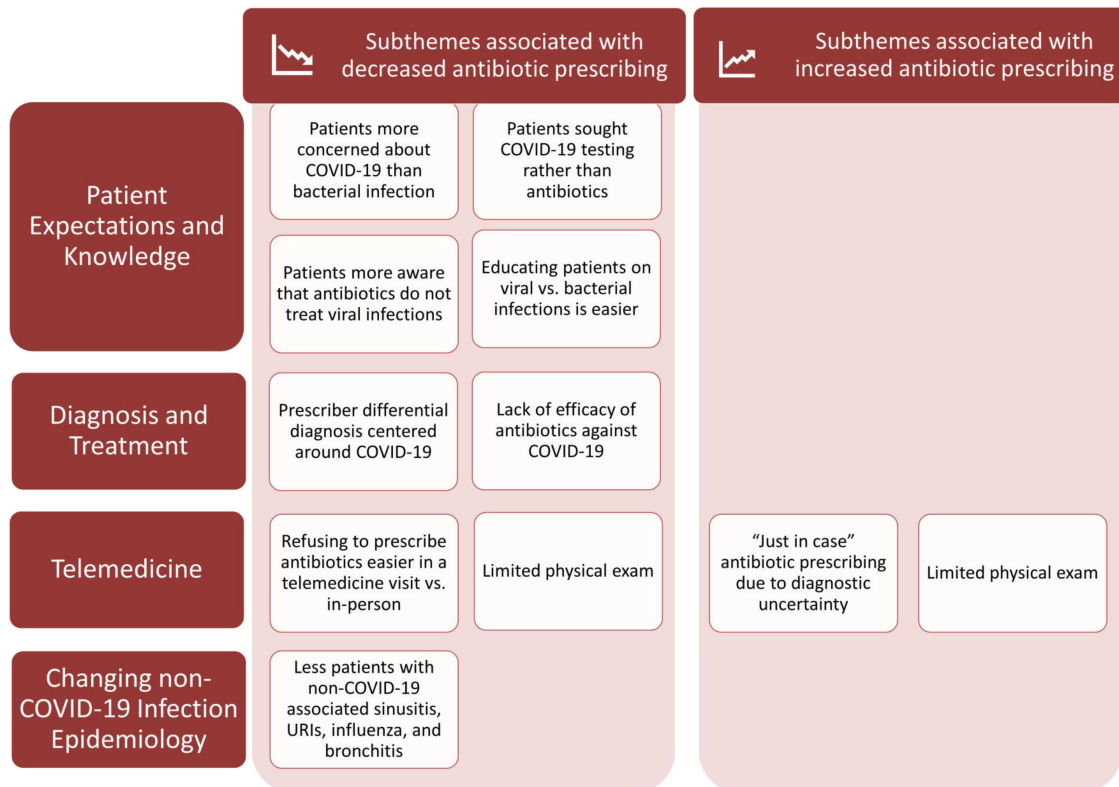 Subthemes associated with
decreased antibiotic prescribing
Subthemes associated with
increased antibiotic prescribing
Patient
Expectations and
Knowledge
Patients more
concerned about
COVID-19 than
bacterial infection
Patients sought
COVID-19 testing
rather than
antibiotics
Patients more aware
that antibiotics do not
treat viral infections
Educating patients on
viral vs. bacterial
infections is easier
Diagnosis and
Treatment
Prescriber differential
diagnosis centered
around COVID-19
Lack of efficacy of
antibiotics against
COVID-19
Telemedicine
Refusing to prescribe
antibiotics easier in a
telemedicine visit vs.
in-person
Limited physical exam
“Just in case”
antibiotic prescribing
due to diagnostic
uncertainty
Limited physical exam
Changing non-
COVID-19 Infection
Epidemiology
Less patients with
non-COVID-19
associated sinusitis,
URIs, influenza, and
bronchitis